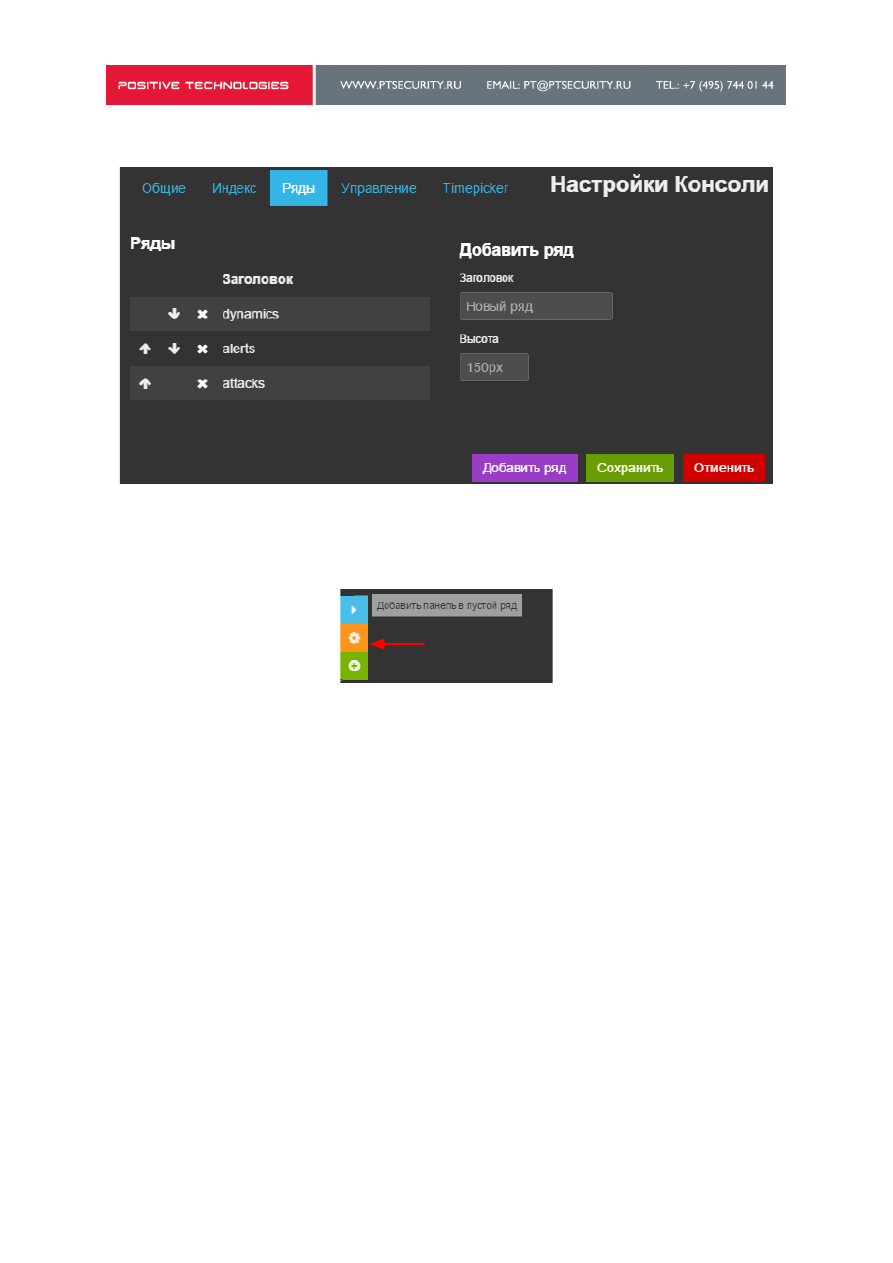 POSITIVE TECHNOLOGIES WWW.PTSECURITY.RU EMAIL: PT@PTSECURITY.RU TEL.: +7 (495) 744 01 44
Общие Индекс Ряды Управление Timepicker Настройки Консоли
Ряды
Заголовок
dynamics
alerts
attacks
Добавить ряд
Заголовок
Новый ряд
Высота
150px
Добавить ряд Сохранить Отменить
Добавить панель в пустой ряд